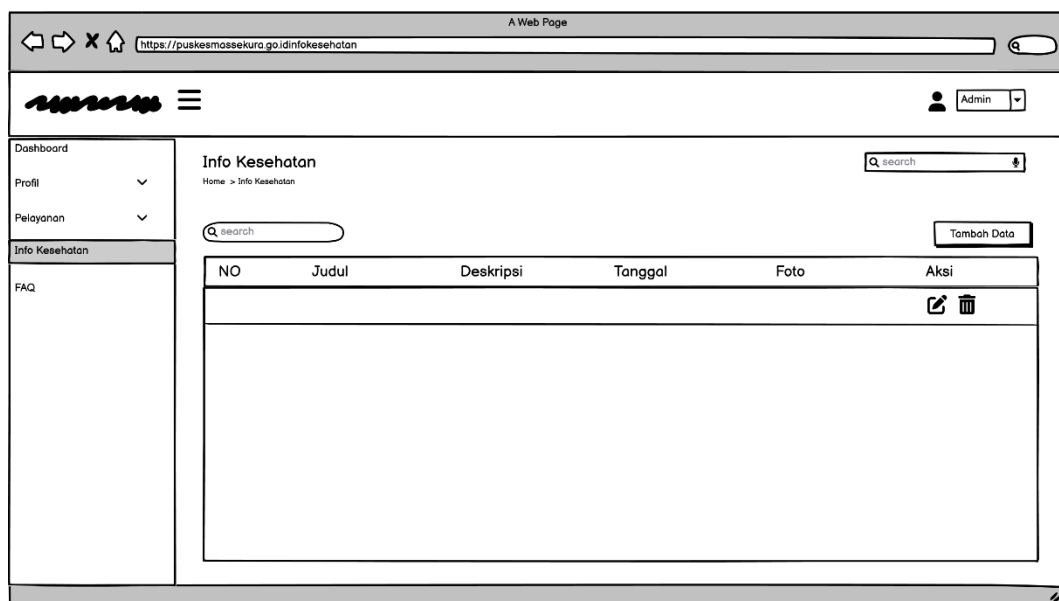 A Web Page
https://puskesmassekura.go.idinfokesehatan
Admin
Dashboard
Profil
Pelayanan
Info Kesehatan
FAQ
Info Kesehatan
search
Home > Info Kesehatan
search
Tambah Data
NO Judul Deskripsi Tanggal Foto Aksi